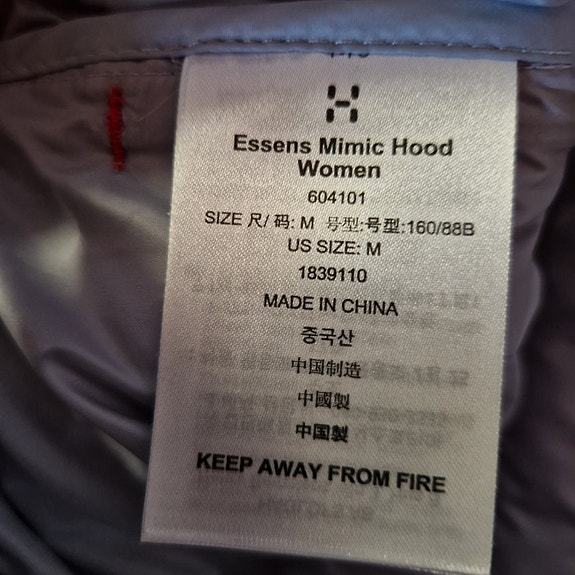 Essens Mimic Hood
Women
604101
SIZE 尺/ 码: M 号型:号型:160/88B
US SIZE: M
1839110
MADE IN CHINA
중국산
中国制造
中國製
中国製
KEEP AWAY FROM FIRE